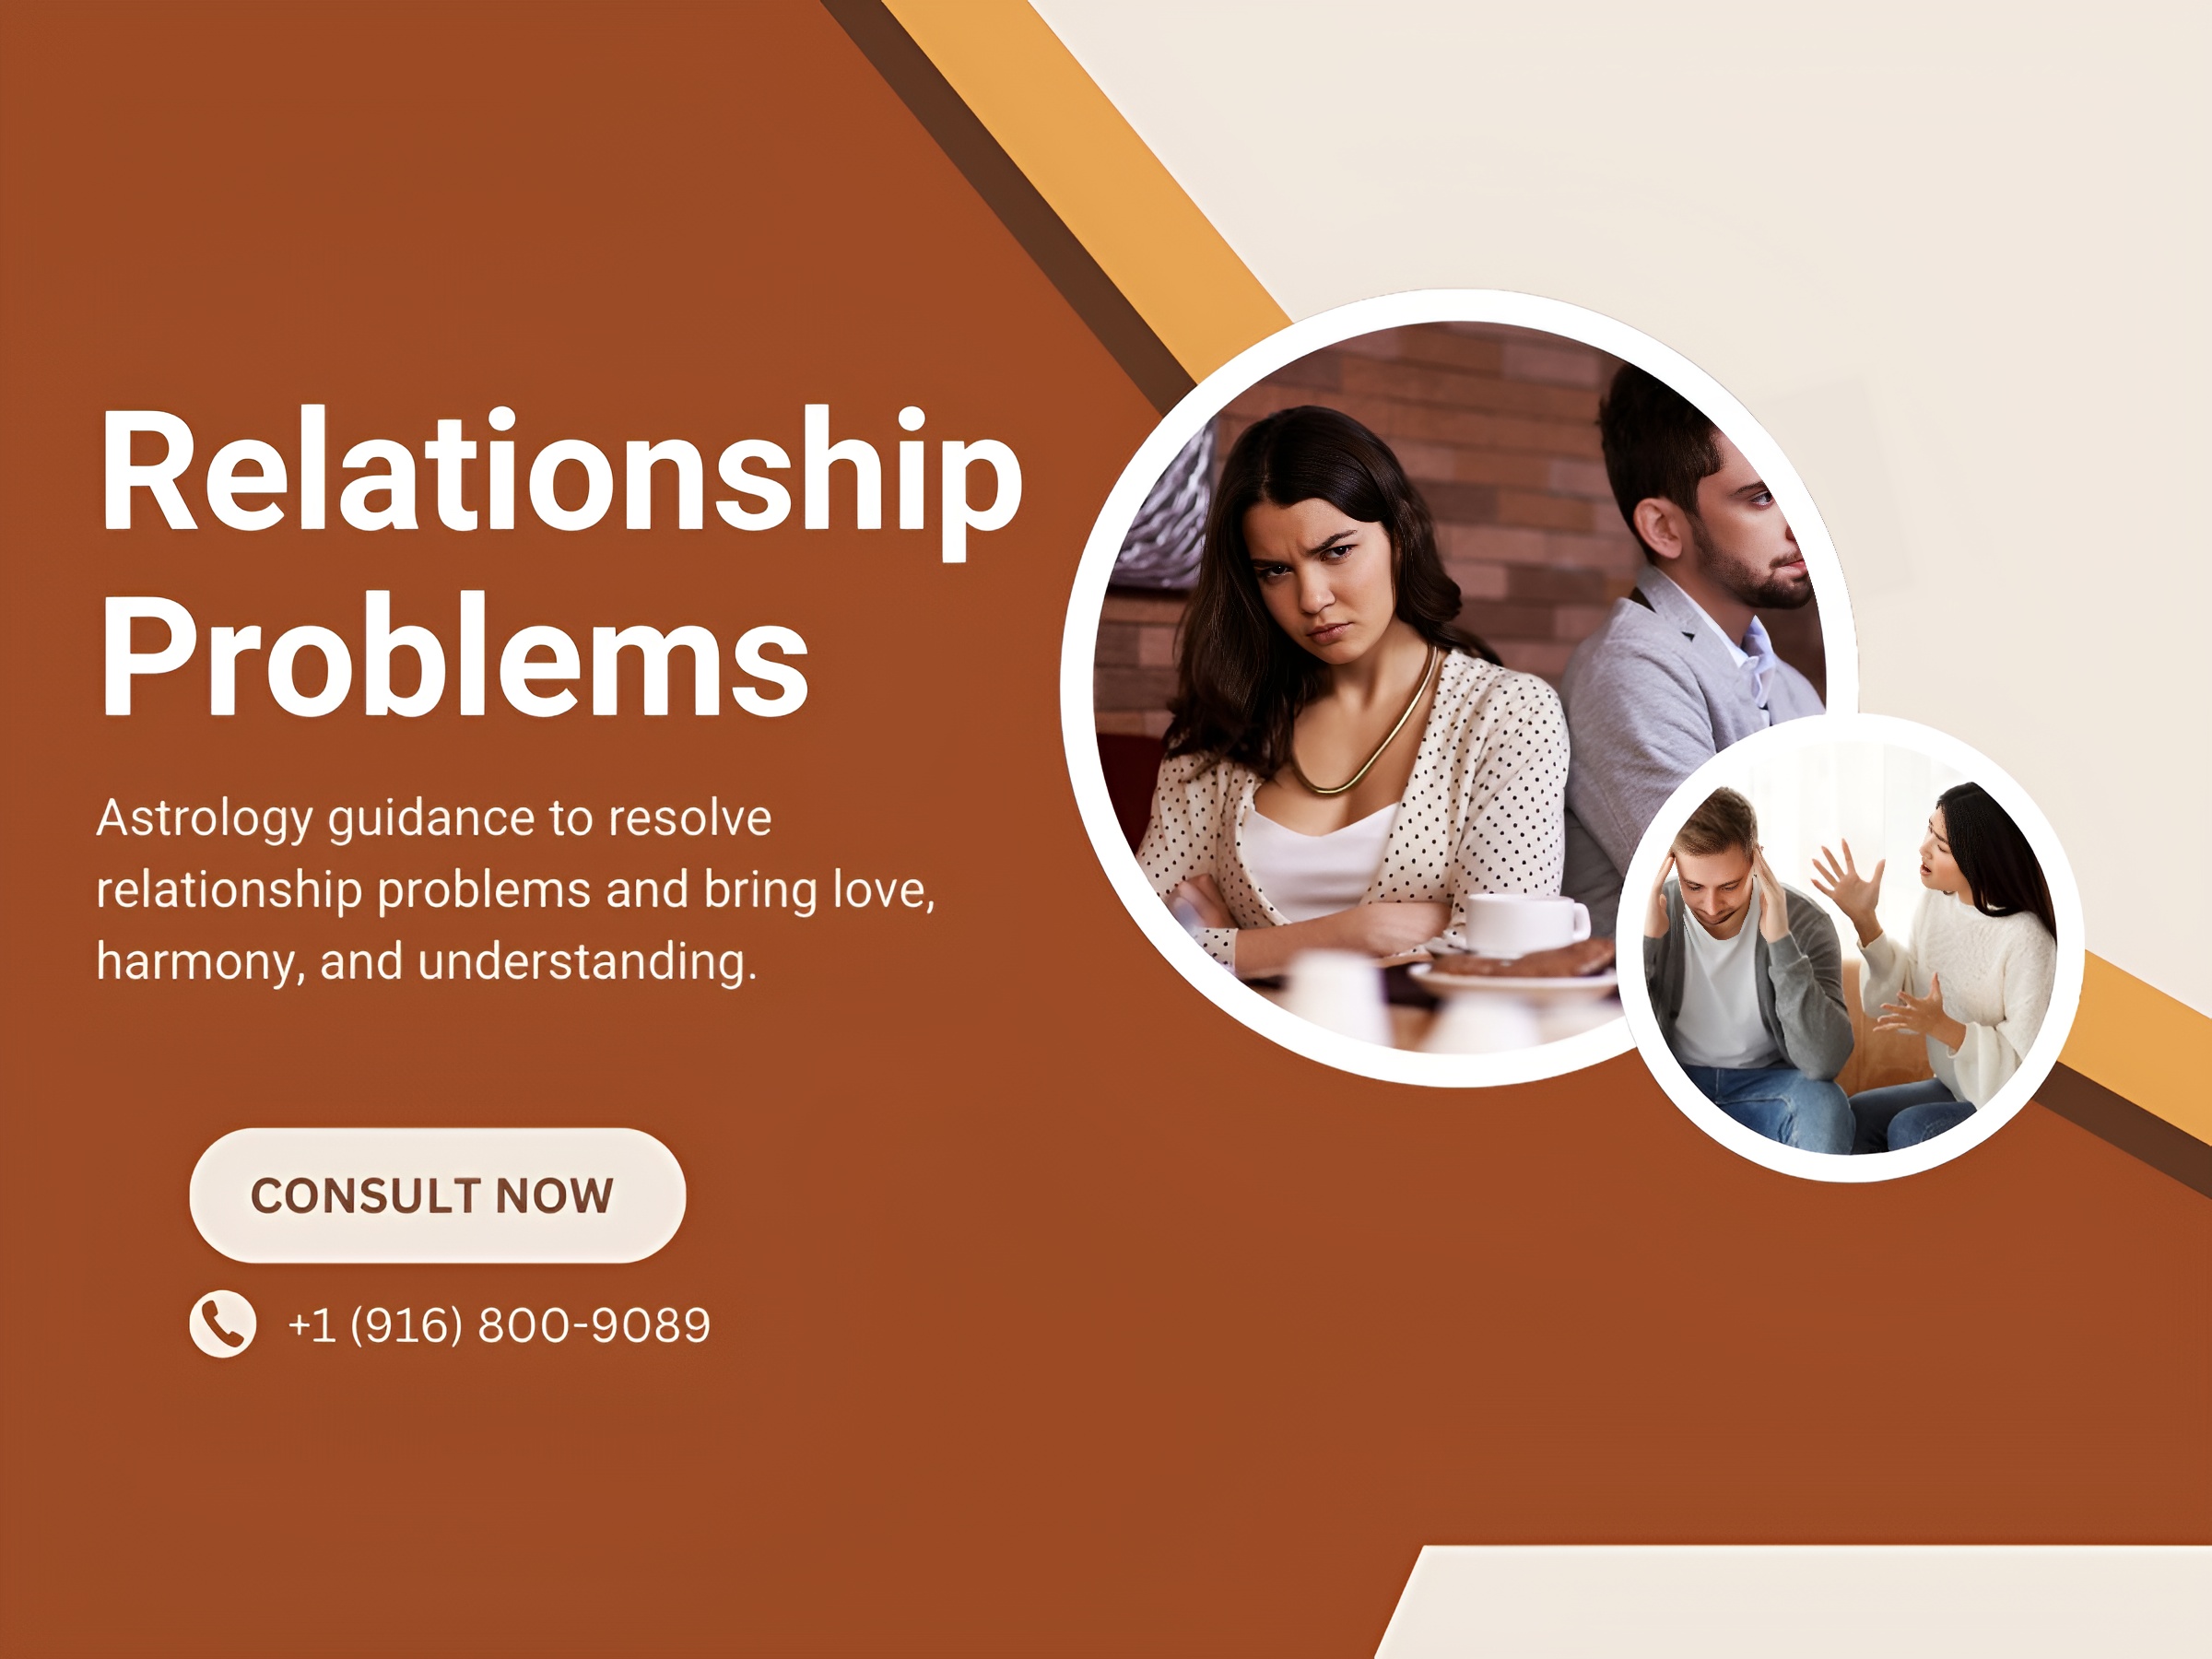 Relationship
Problems
Astrology guidance to resolve
relationship problems and bring love,
harmony, and understanding.
CONSULT NOW
+1 (916) 800-9089